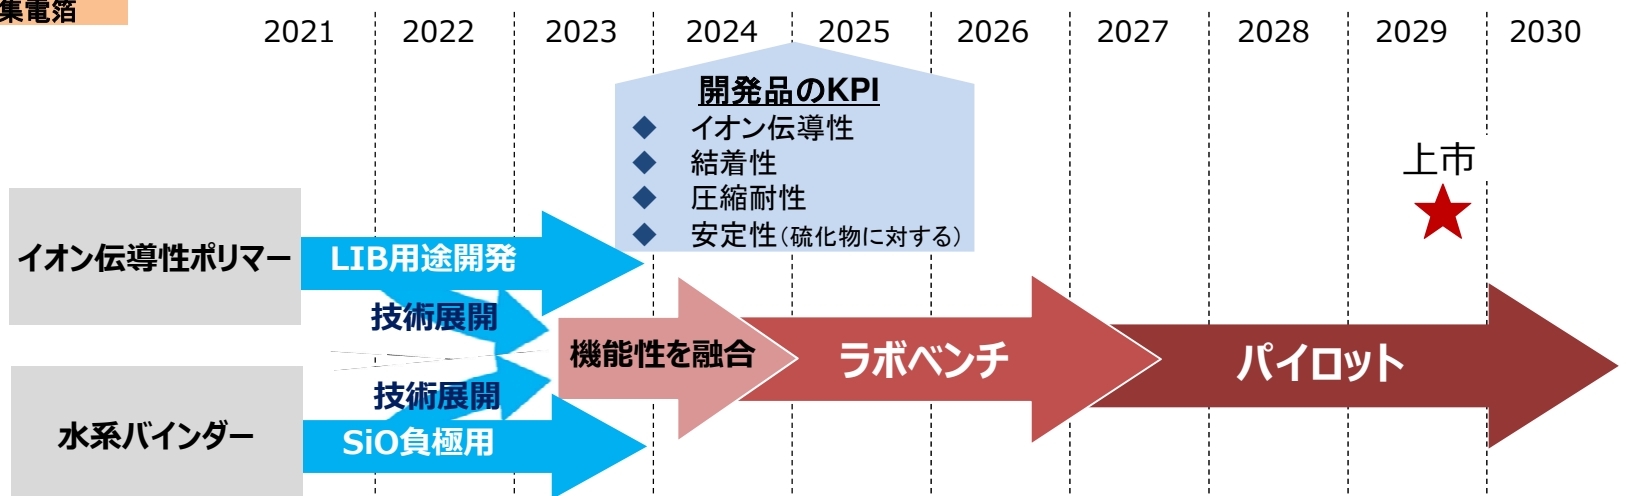 集電箔
2021 2022 2023 2024 2025 2026 2027 2028 2029 2030
開発品のKPI
◆ イオン伝導性
◆ 結着性
◆ 圧縮耐性
◆ 安定性(硫化物に対する)
上市
イオン伝導性ポリマー
LIB用途開発
技術展開
機能性を融合
ラボベンチ
パイロット
技術展開
水系バインダー
SiO負極用